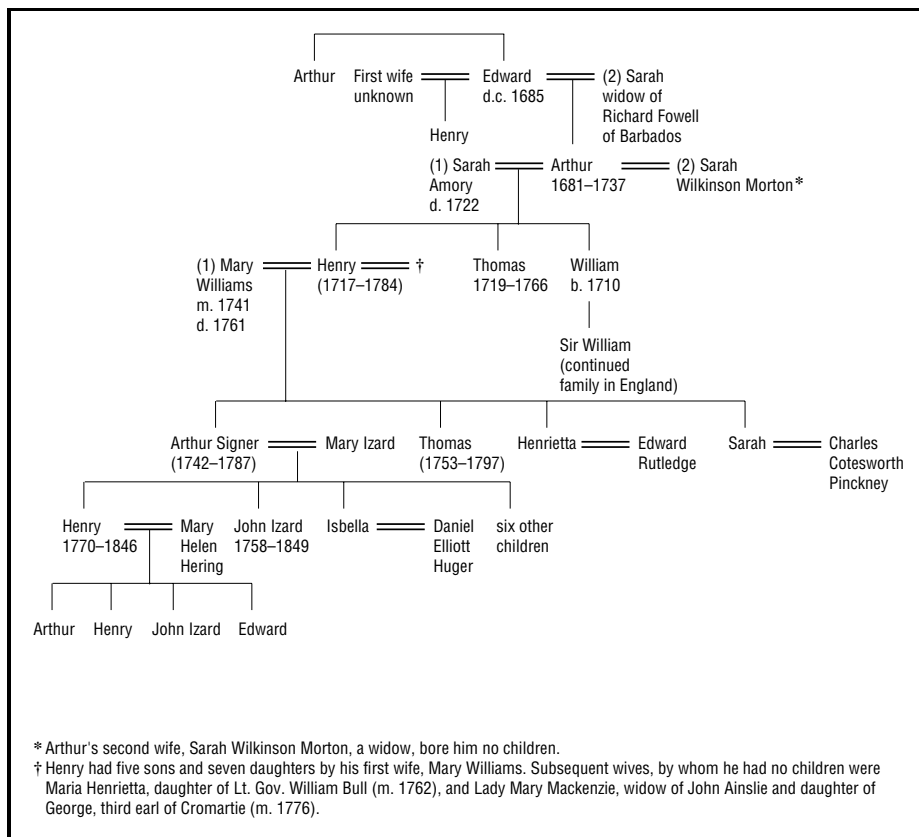 Arthur
First wife
unknown
Edward
d.c. 1685
(2) Sarah
widow of
Richard Fowell
of Barbados
Henry
(1) Sarah
Amory
d. 1722
Arthur
1681–1737
(2) Sarah
Wilkinson Morton*
(1) Mary
Williams
m. 1741
d. 1761
Henry
(1717–1784)
†
Thomas
1719–1766
William
b. 1710
Sir William
(continued
family in England)
Arthur Signer
(1742–1787)
Mary Izard
Thomas
(1753–1797)
Henrietta
Edward
Rutledge
Sarah
Charles
Cotesworth
Pinckney
Henry
1770–1846
Mary
Helen
Hering
John Izard
1758–1849
Isbella
Daniel
Elliott
Huger
six other
children
Arthur
Henry
John Izard
Edward
* Arthur's second wife, Sarah Wilkinson Morton, a widow, bore him no children.
† Henry had five sons and seven daughters by his first wife, Mary Williams. Subsequent wives, by whom he had no children were
Maria Henrietta, daughter of Lt. Gov. William Bull (m. 1762), and Lady Mary Mackenzie, widow of John Ainslie and daughter of
George, third earl of Cromartie (m. 1776).